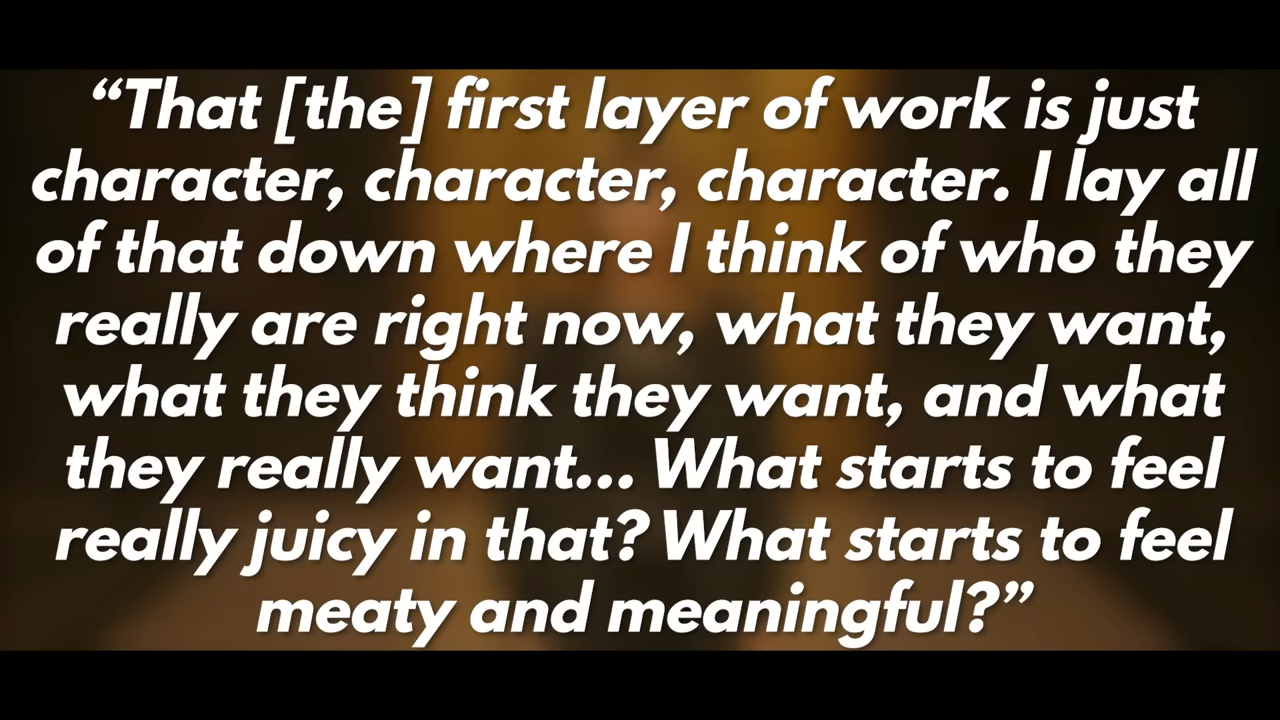 “That [the] first layer of work is just
character, character, character. I lay all
of that down where I think of who they
really are right now, what they want,
what they think they want, and what
they really want... What starts to feel
really juicy in that? What starts to feel
meaty and meaningful?”